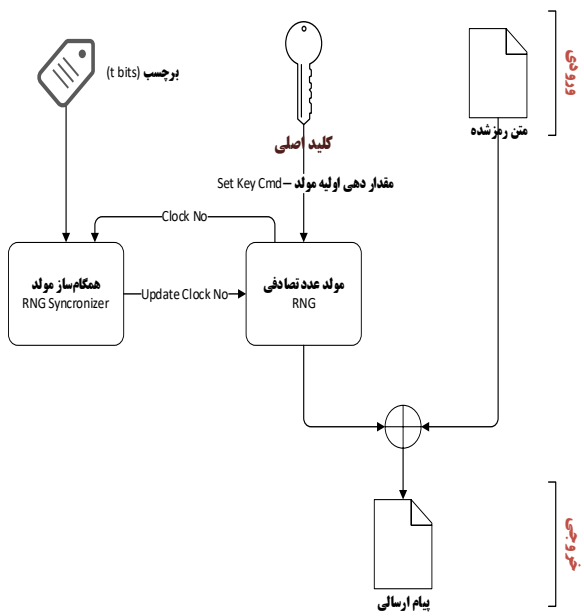 ورودی
برچسب (t bits)
متن رمزشده
کلید اصلی
مقدار دهی اولیه مولد – Set Key Cmd
Clock No
همگام‌ساز مولد
RNG Syncronizer
Update Clock No
مولد عدد تصادفی
RNG
خروجی
پیام ارسالی